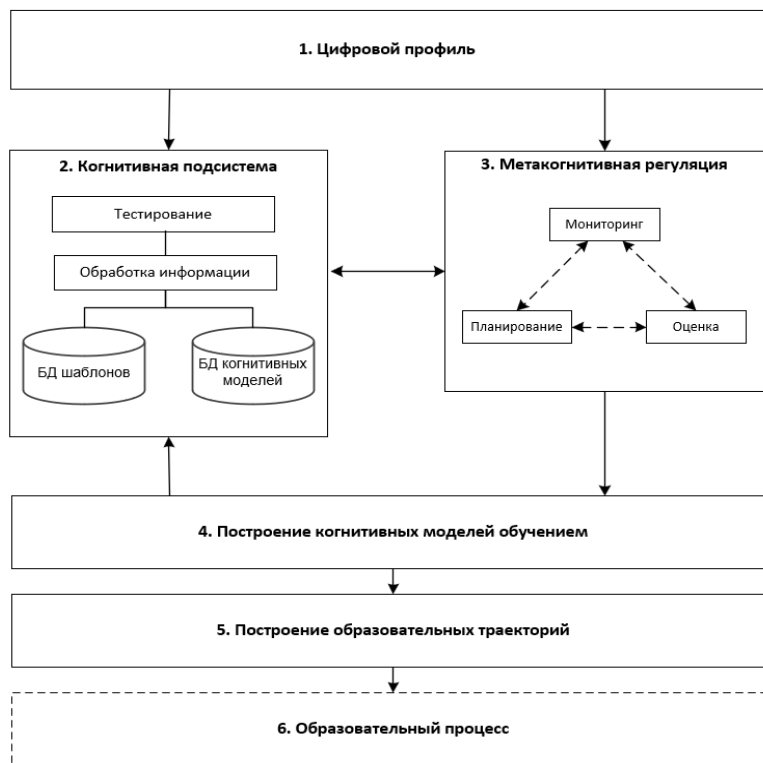 1. Цифровой профиль
2. Когнитивная подсистема
Тестирование
Обработка информации
БД шаблонов
БД когнитивных
моделей
3. Метакогнитивная регуляция
Мониторинг
Планирование
Оценка
4. Построение когнитивных моделей обучением
5. Построение образовательных траекторий
6. Образовательный процесс